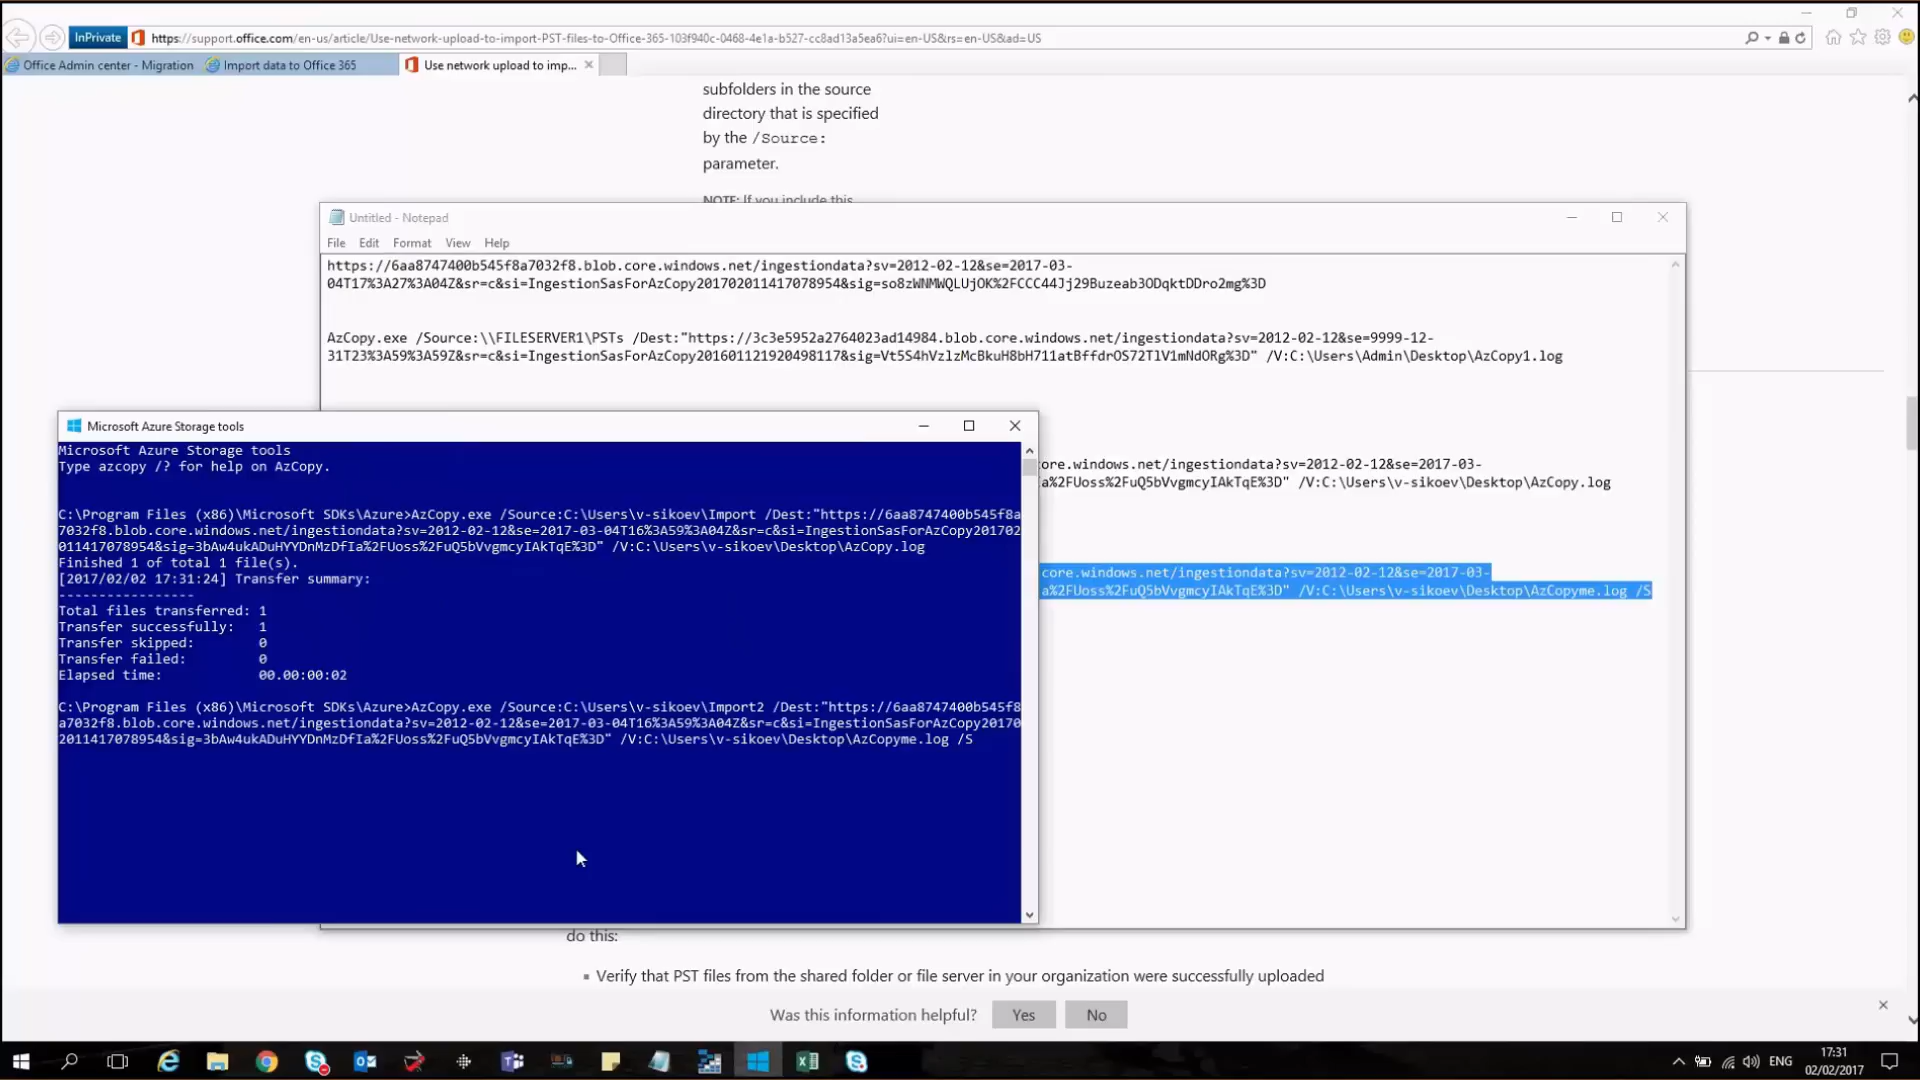 InPrivate https://support.office.com/en-us/article/Use-network-upload-to-import-PST-files-to-Office-365-103f940c-0468-4e1a-b527-cc8ad13a5ea6?ui=en-US&rs=en-US&ad=US
Office Admin center - Migration Import data to Office 365 Use network upload to imp...
subfolders in the source
directory that is specified
by the /Source:
parameter.
NOTE: If you include this
Untitled - Notepad
File Edit Format View Help
https://6aa8747400b545f8a7032f8.blob.core.windows.net/ingestiondata?sv=2012-02-12&se=2017-03-
04T17%3A27%3A04Z&sr=c&si=IngestionSasForAzCopy201702011417078954&sig=so8zWNMWQLUjOK%2FCCC44Jj29Buzeab3ODqktDDro2mg%3D
AzCopy.exe /Source:\\FILESERVER1\PSTs /Dest:"https://3c3e5952a2764023ad14984.blob.core.windows.net/ingestiondata?sv=2012-02-12&se=9999-12-
31T23%3A59%3A59Z&sr=c&si=IngestionSasForAzCopy201601121920498117&sig=Vt5S4hVzlzMcBkuH8bH711atBffdrOS72TlV1mNdORg%3D" /V:C:\Users\Admin\Desktop\AzCopy1.log
core.windows.net/ingestiondata?sv=2012-02-12&se=2017-03-
a%2FUoss%2FuQ5bVvgmcyIAkTqE%3D" /V:C:\Users\v-sikoev\Desktop\AzCopy.log
core.windows.net/ingestiondata?sv=2012-02-12&se=2017-03-
a%2FUoss%2FuQ5bVvgmcyIAkTqE%3D" /V:C:\Users\v-sikoev\Desktop\AzCopyme.log /S
Microsoft Azure Storage tools
Microsoft Azure Storage tools
Type azcopy /? for help on AzCopy.
C:\Program Files (x86)\Microsoft SDKs\Azure>AzCopy.exe /Source:C:\Users\v-sikoev\Import /Dest:"https://6aa8747400b545f8a
7032f8.blob.core.windows.net/ingestiondata?sv=2012-02-12&se=2017-03-04T16%3A59%3A04Z&sr=c&si=IngestionSasForAzCopy201702
011417078954&sig=3bAw4ukADuHYYDnMzDfIa%2FUoss%2FuQ5bVvgmcyIAkTqE%3D" /V:C:\Users\v-sikoev\Desktop\AzCopy.log
Finished 1 of total 1 file(s).
[2017/02/02 17:31:24] Transfer summary:
-----------------
Total files transferred: 1
Transfer successfully: 1
Transfer skipped: 0
Transfer failed: 0
Elapsed time: 00.00:00:02
C:\Program Files (x86)\Microsoft SDKs\Azure>AzCopy.exe /Source:C:\Users\v-sikoev\Import2 /Dest:"https://6aa8747400b545f8
a7032f8.blob.core.windows.net/ingestiondata?sv=2012-02-12&se=2017-03-04T16%3A59%3A04Z&sr=c&si=IngestionSasForAzCopy20170
2011417078954&sig=3bAw4ukADuHYYDnMzDfIa%2FUoss%2FuQ5bVvgmcyIAkTqE%3D" /V:C:\Users\v-sikoev\Desktop\AzCopyme.log /S
do this:
▪ Verify that PST files from the shared folder or file server in your organization were successfully uploaded
Was this information helpful? Yes No
ENG 17:31
02/02/2017